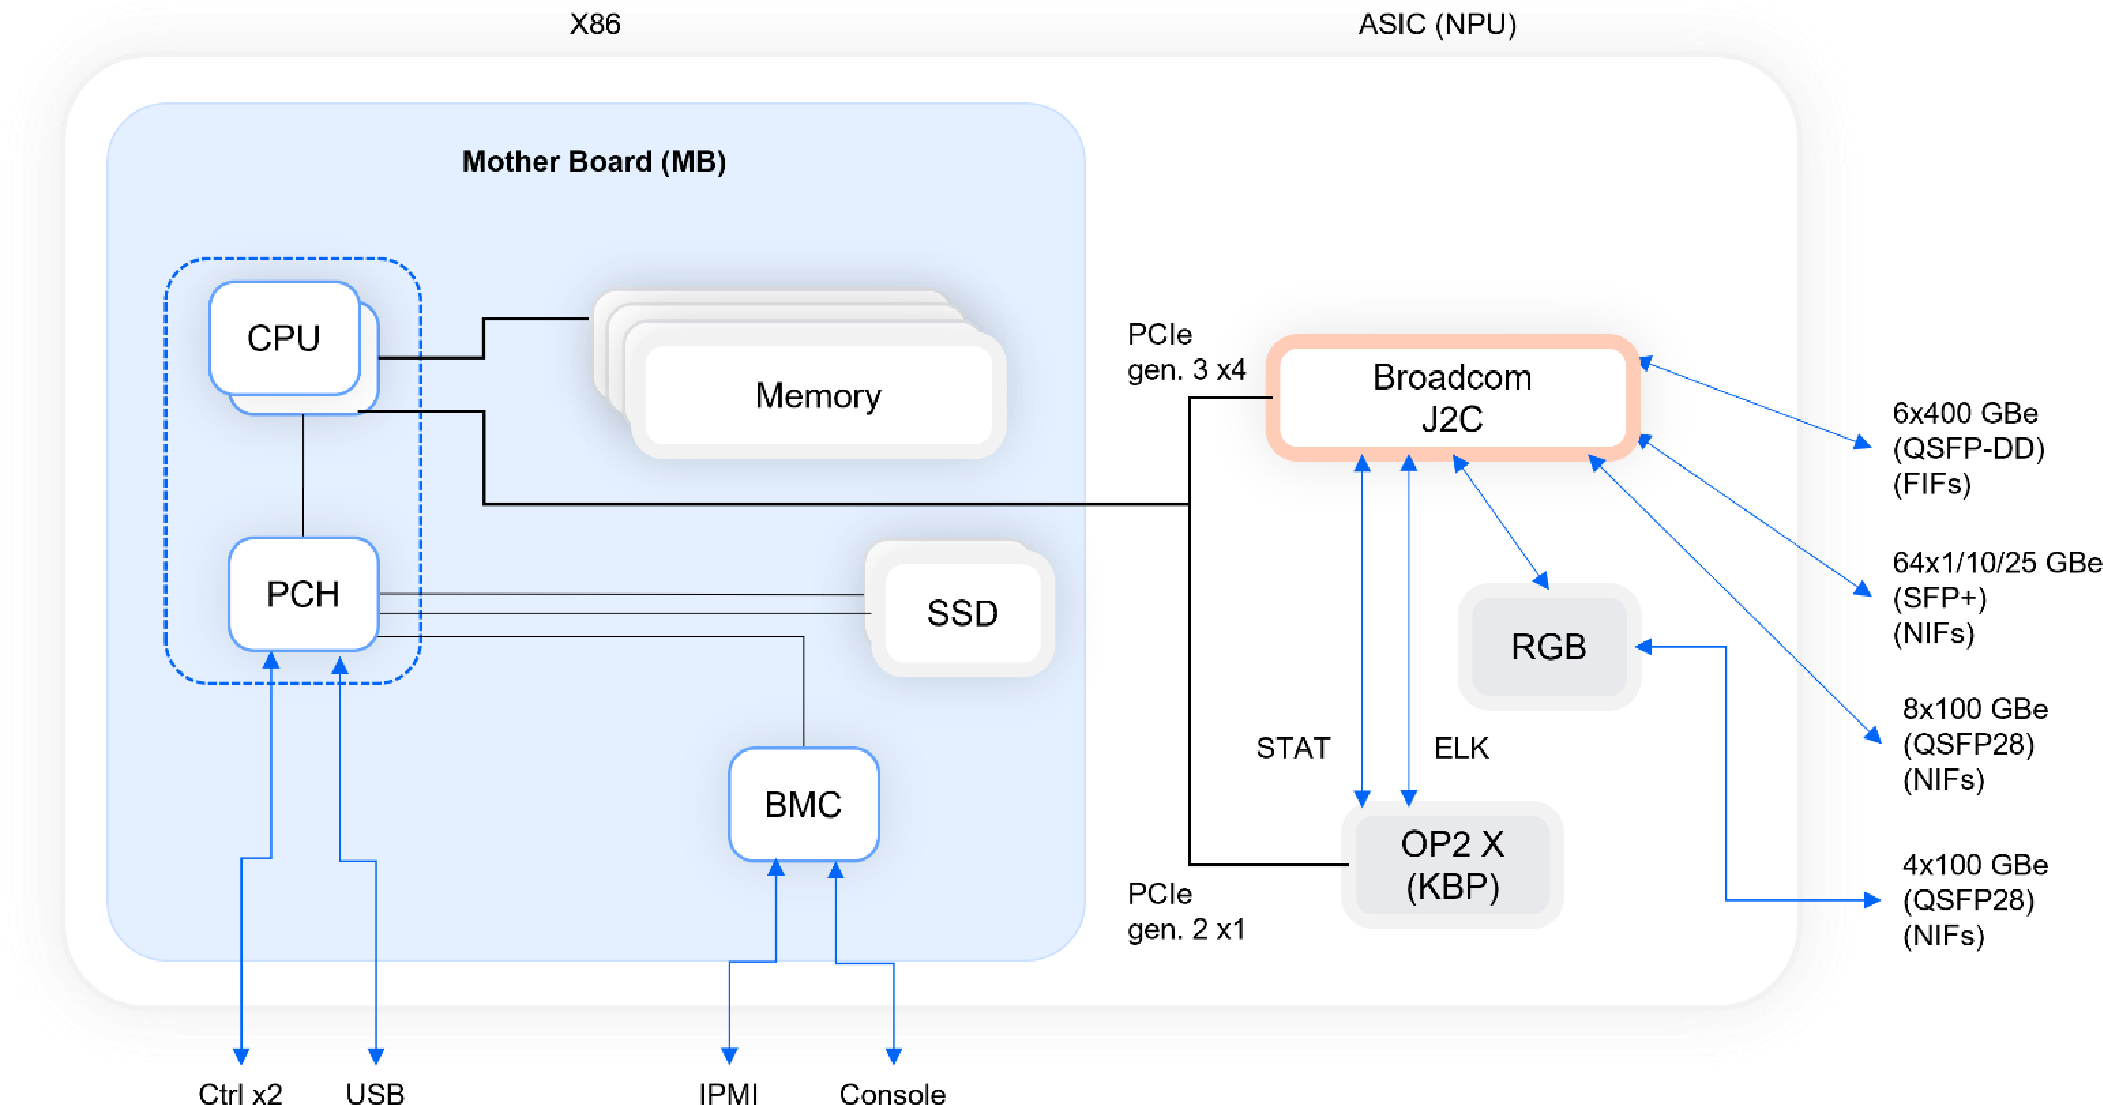 X86
ASIC (NPU)
Mother Board (MB)
CPU
Memory
PCH
SSD
BMC
PCIe
gen. 3 x4
Broadcom
J2C
RGB
STAT
ELK
OP2 X
(KBP)
PCIe
gen. 2 x1
6x400 GBe
(QSFP-DD)
(FIFs)
64x1/10/25 GBe
(SFP+)
(NIFs)
8x100 GBe
(QSFP28)
(NIFs)
4x100 GBe
(QSFP28)
(NIFs)
Ctrl x2
USB
IPMI
Console